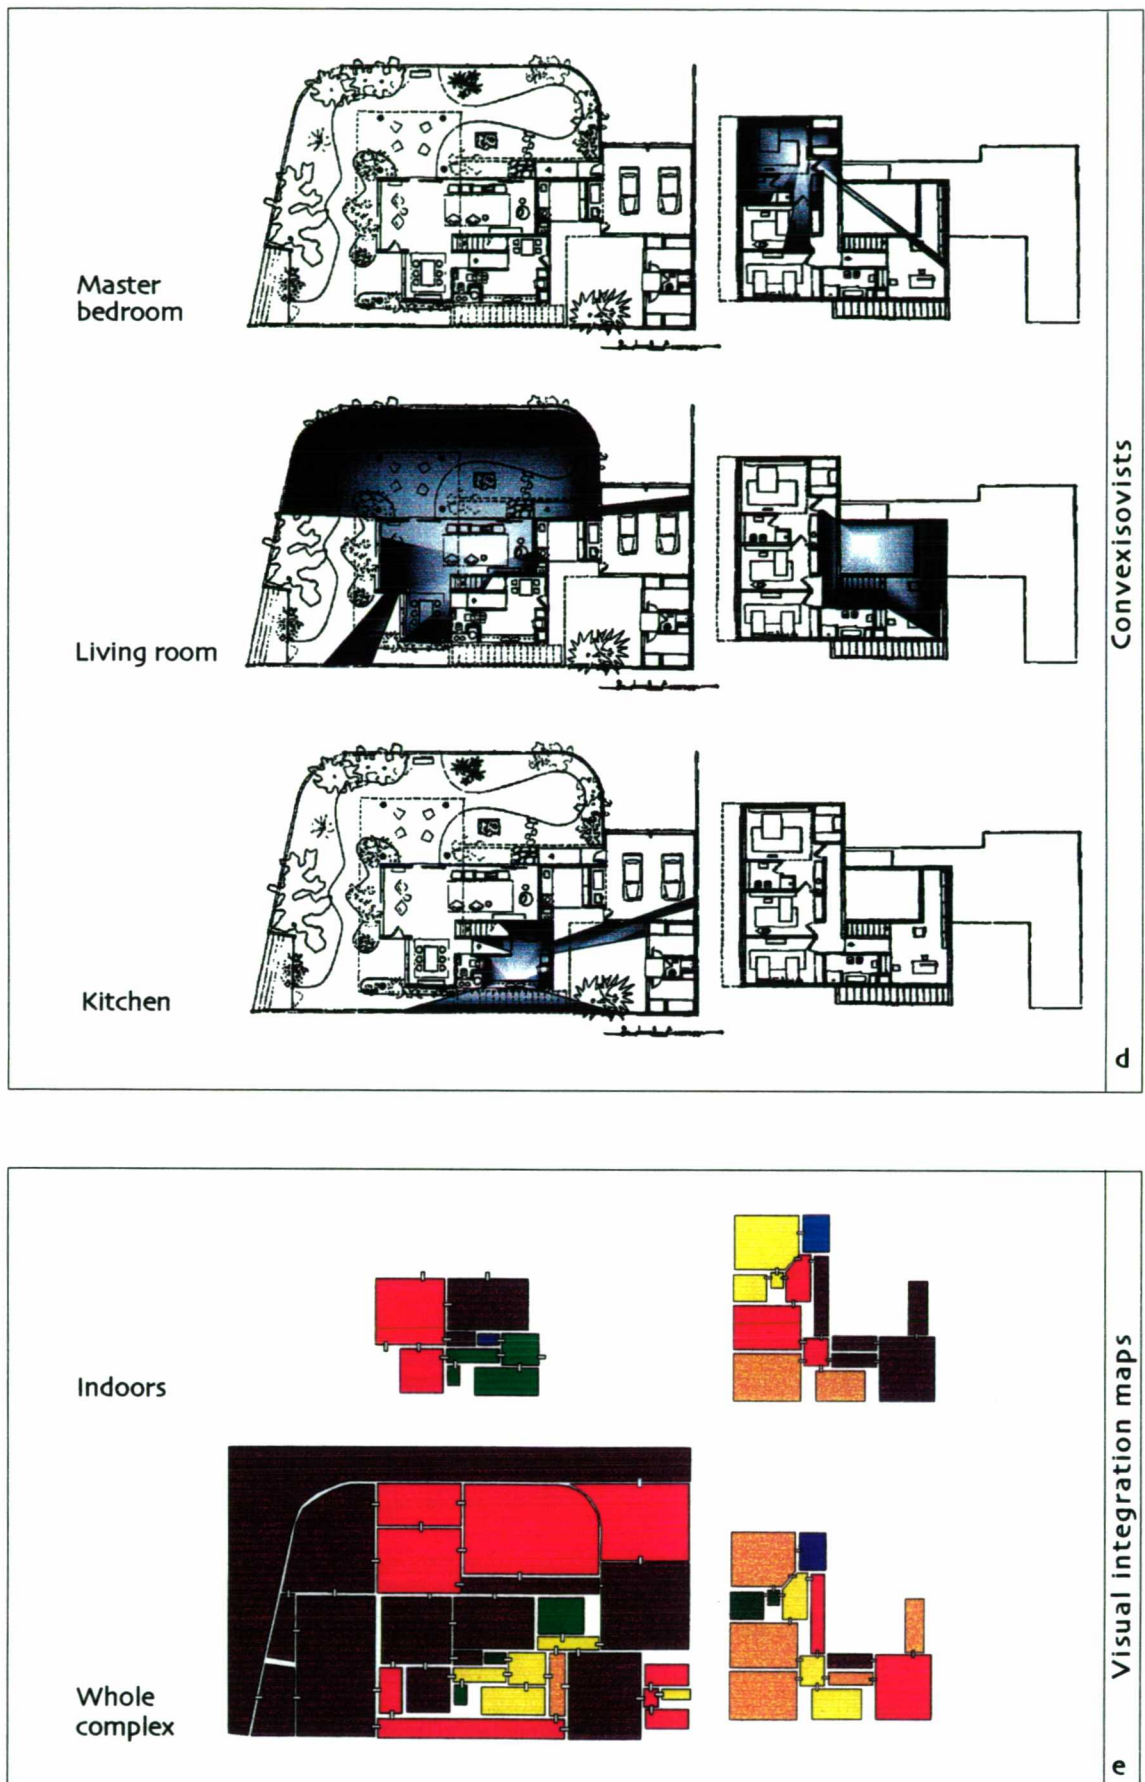 Master
bedroom
Living room
Kitchen
Convexisovists
d
Indoors
Whole
complex
Visual integration maps
e